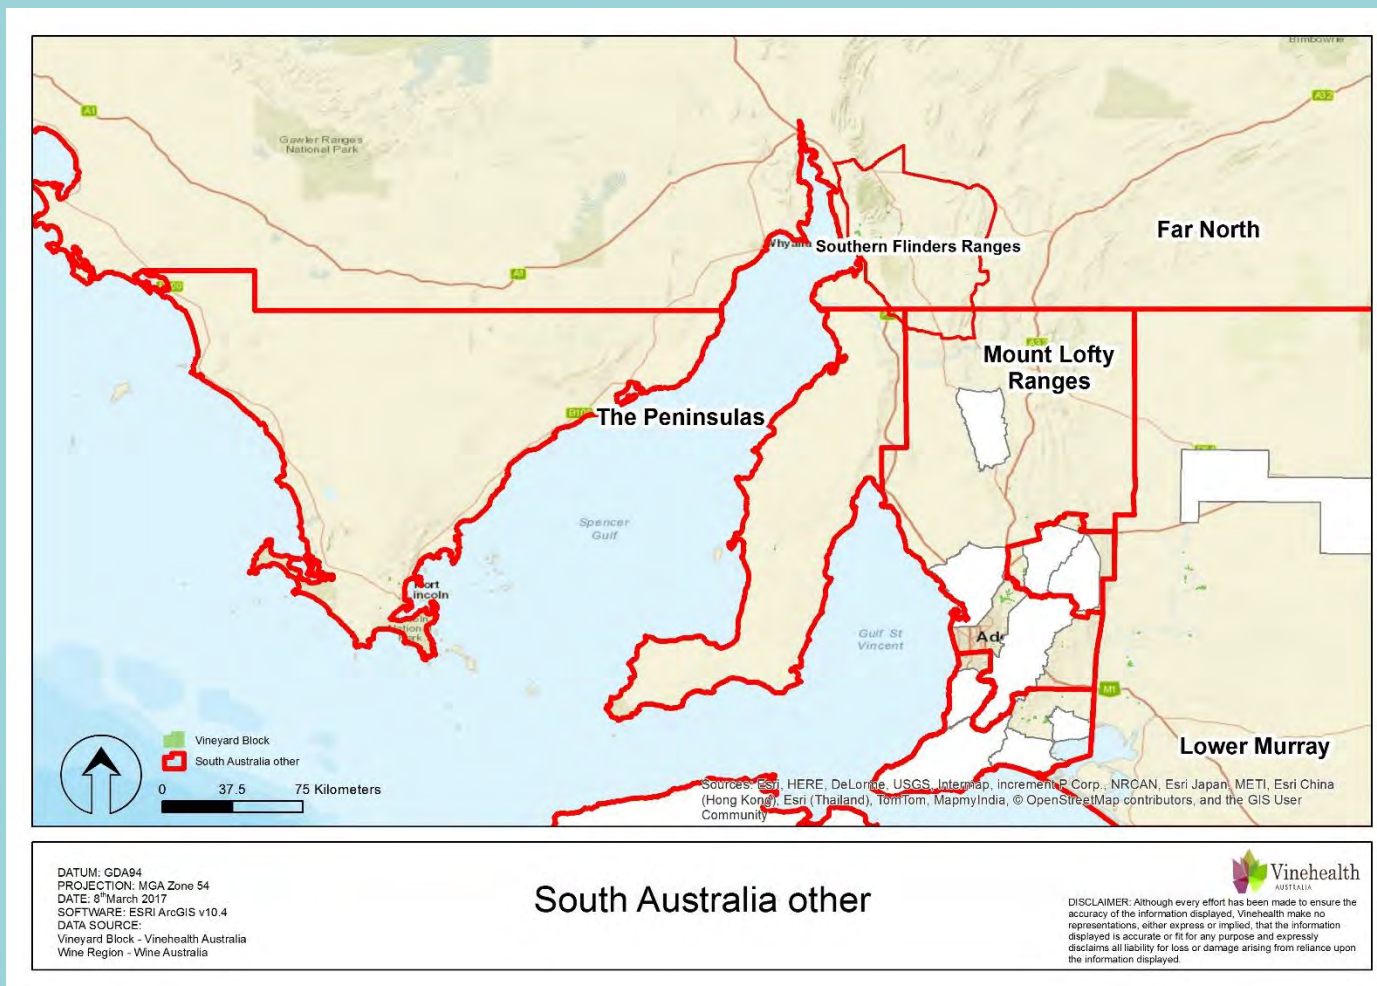 Bimbowrie
A1
A32
Gawler Ranges
National Park
Far North
Southern Flinders Ranges
A1
A32
Mount Lofty
Ranges
The Peninsulas
Spencer
Gulf
Gulf St
Vincent
M1
Lower Murray
Vineyard Block
South Australia other
0 37.5 75 Kilometers
Sources: Esri, HERE, DeLorme, USGS, Intermap, increment P Corp., NRCAN, Esri Japan, METI, Esri China
(Hong Kong), Esri (Thailand), TomTom, MapmyIndia, © OpenStreetMap contributors, and the GIS User
Community
DATUM: GDA94
PROJECTION: MGA Zone 54
DATE: 8thMarch 2017
SOFTWARE: ESRI ArcGIS v10.4
DATA SOURCE:
Vineyard Block - Vinehealth Australia
Wine Region - Wine Australia
South Australia other
Vinehealth
AUSTRALIA
DISCLAIMER: Although every effort has been made to ensure the
accuracy of the information displayed, Vinehealth make no
representations, either express or implied, that the information
displayed is accurate or fit for any purpose and expressly
disclaims all liability for loss or damage arising from reliance upon
the information displayed.